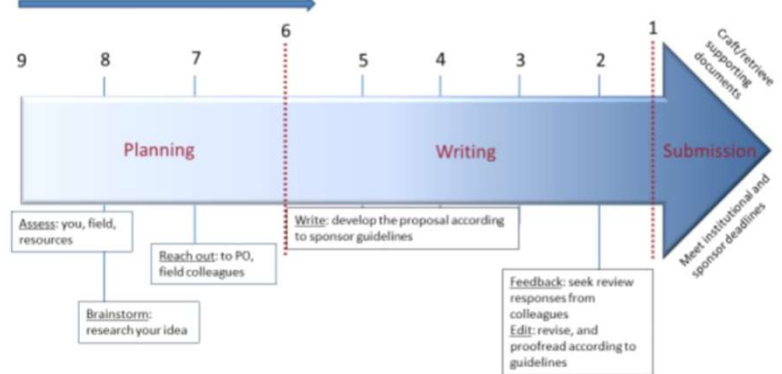 6
1
9
8
7
5
4
3
2
Craft/retrieve
supporting
documents
Planning
Writing
Submission
Meet institutional and
sponsor deadlines
Assess: you, field,
resources
Write: develop the proposal according
to sponsor guidelines
Reach out: to PO,
field colleagues
Brainstorm:
research your idea
Feedback: seek review
responses from
colleagues
Edit: revise, and
proofread according to
guidelines